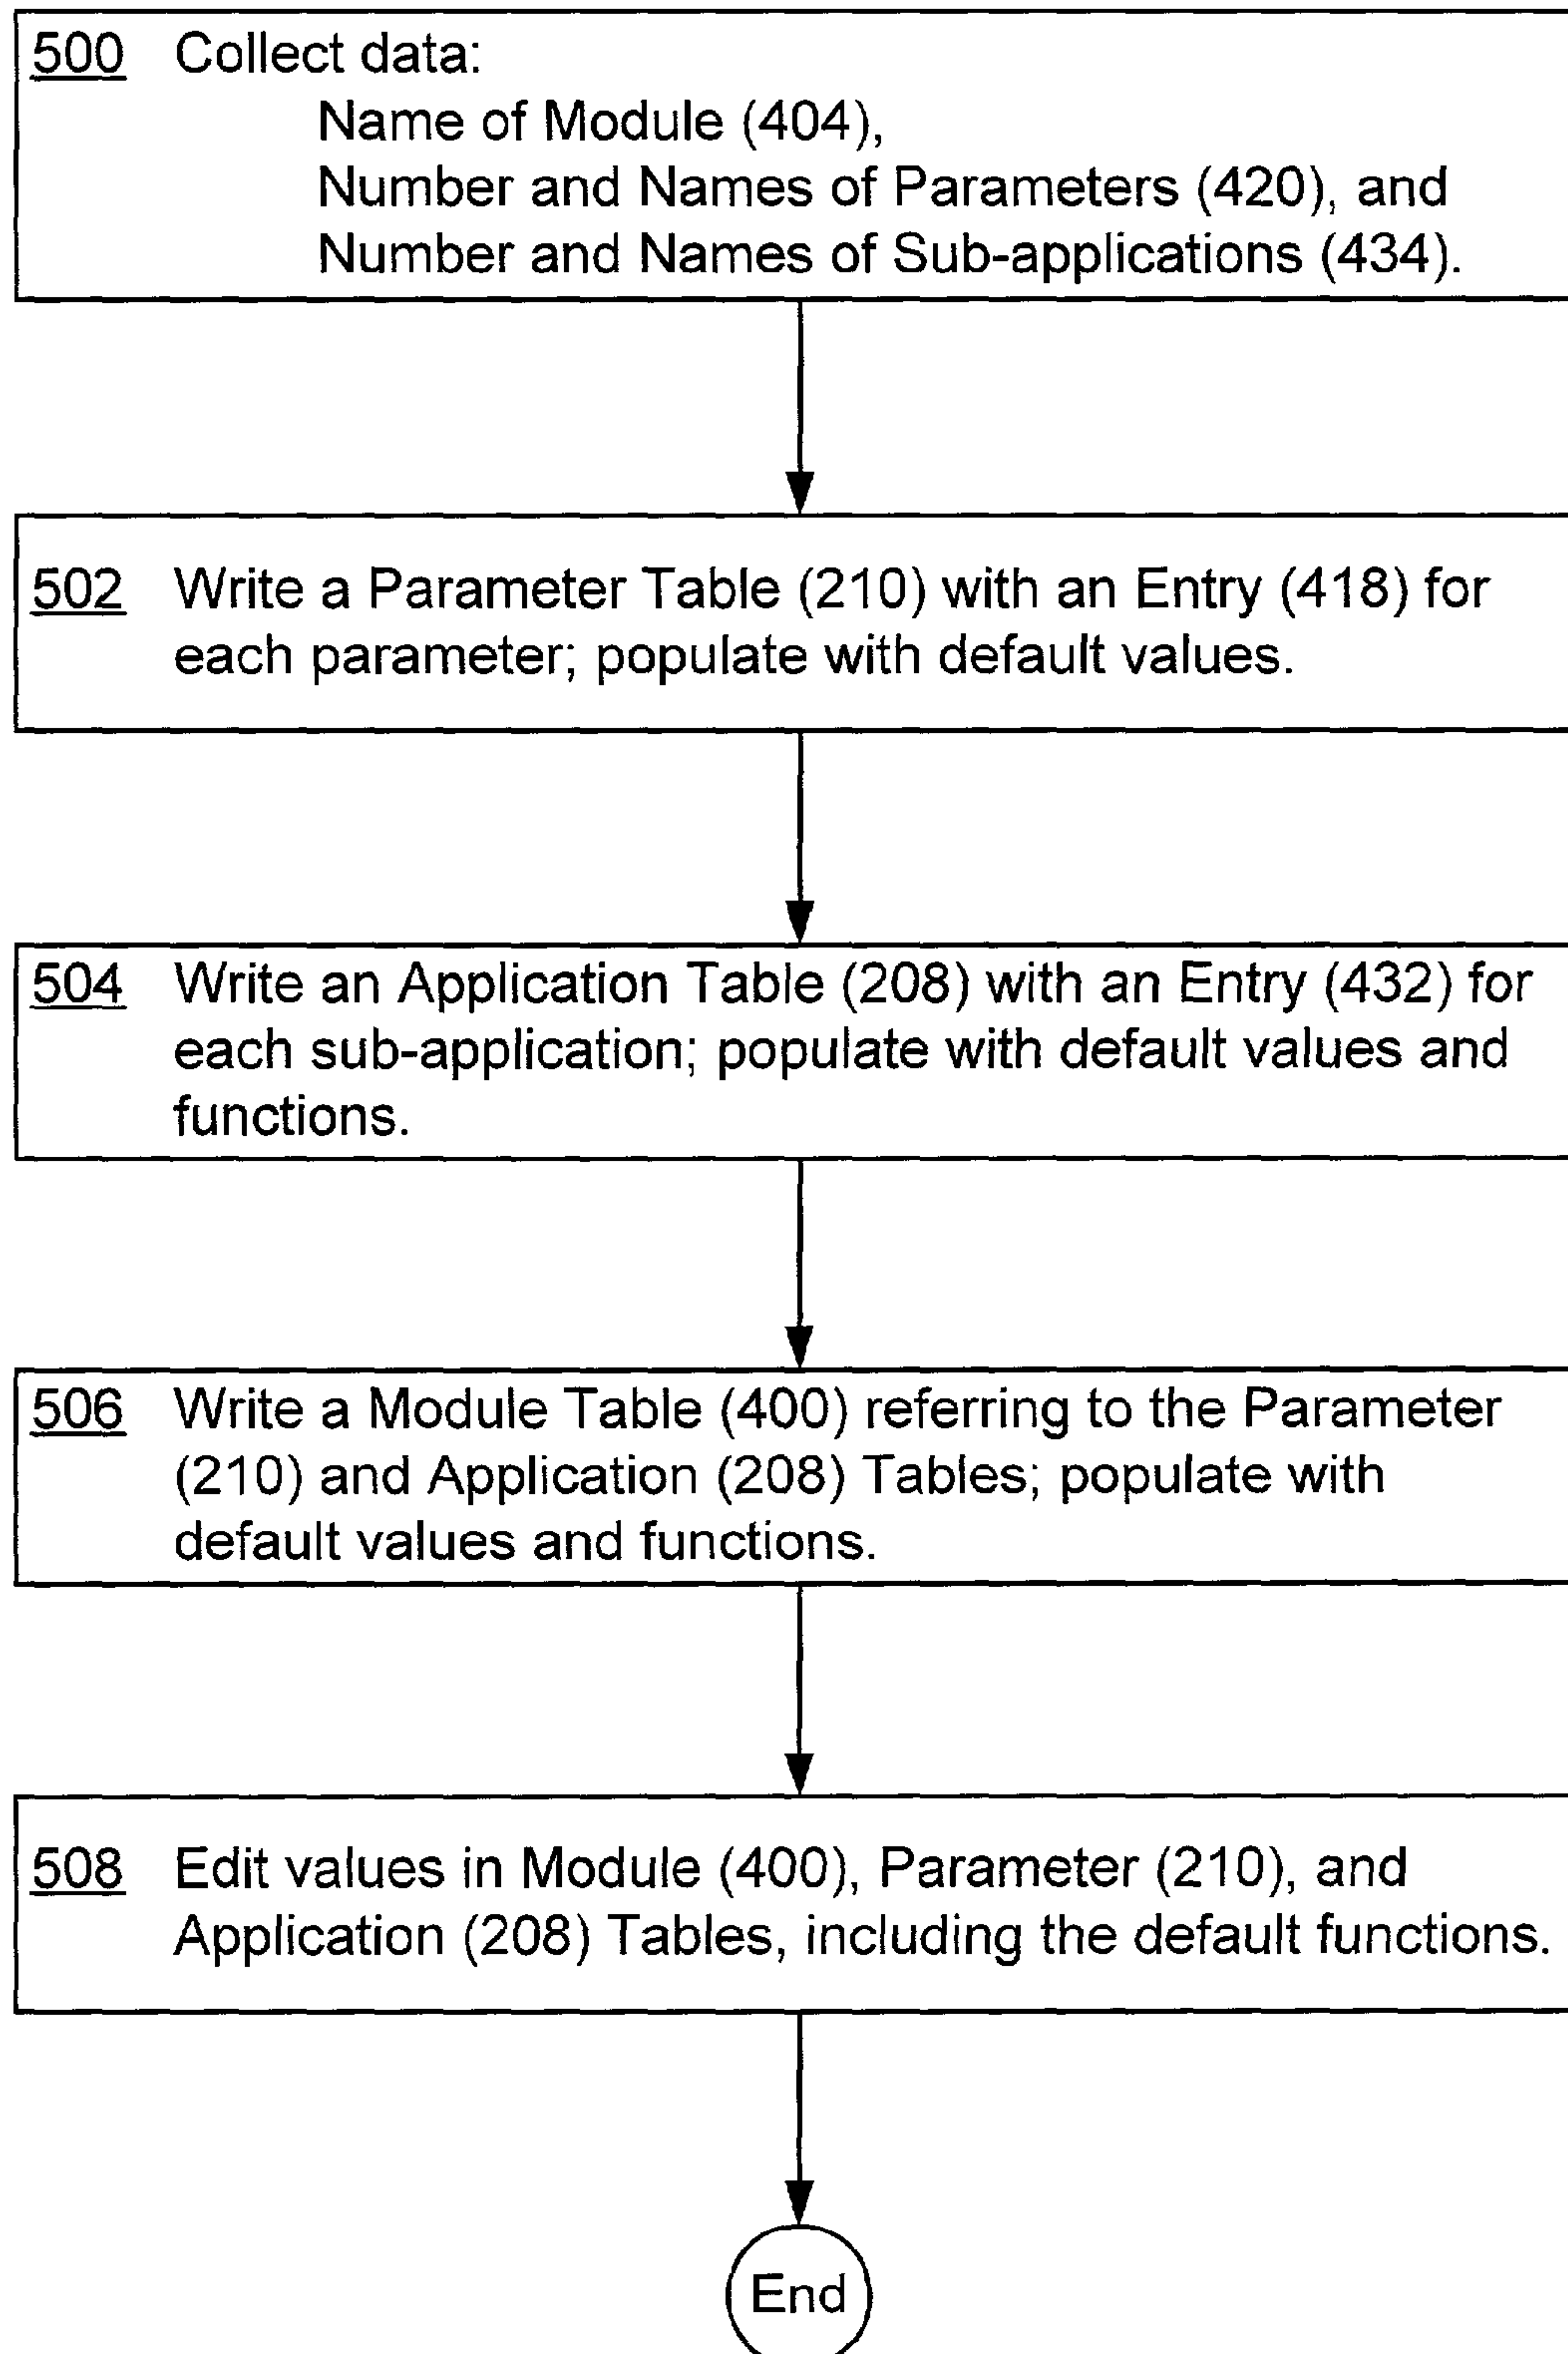 500 Collect data:
Name of Module (404),
Number and Names of Parameters (420), and
Number and Names of Sub-applications (434).
502 Write a Parameter Table (210) with an Entry (418) for
each parameter; populate with default values.
504 Write an Application Table (208) with an Entry (432) for
each sub-application; populate with default values and
functions.
506 Write a Module Table (400) referring to the Parameter
(210) and Application (208) Tables; populate with
default values and functions.
508 Edit values in Module (400), Parameter (210), and
Application (208) Tables, including the default functions.
End